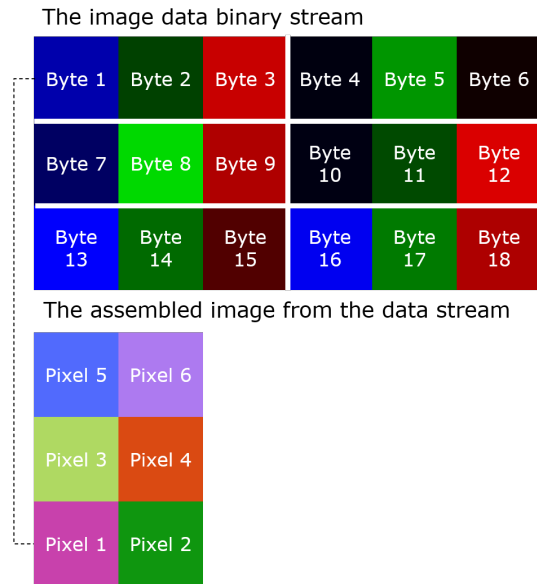 The image data binary stream
Byte 1 Byte 2 Byte 3 Byte 4 Byte 5 Byte 6
Byte 7 Byte 8 Byte 9 Byte 10 Byte 11 Byte 12
Byte 13 Byte 14 Byte 15 Byte 16 Byte 17 Byte 18
The assembled image from the data stream
Pixel 5 Pixel 6
Pixel 3 Pixel 4
Pixel 1 Pixel 2